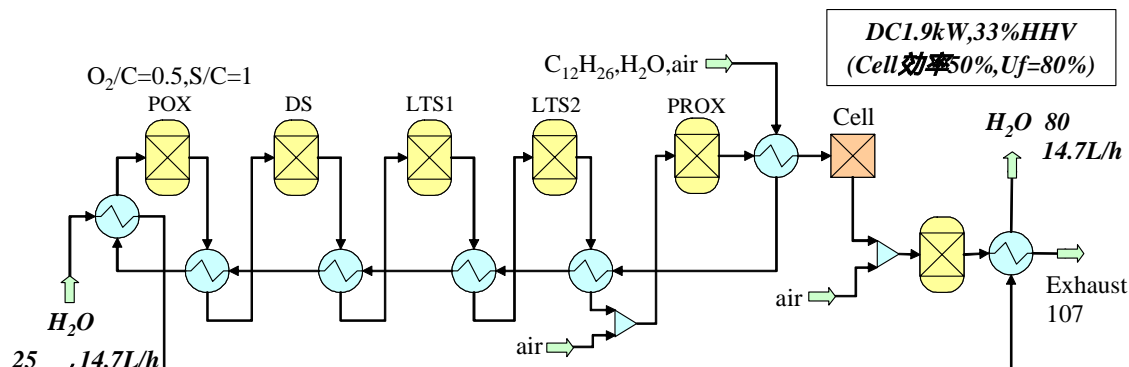 DC1.9kW,33%HHV
(Cell効率50%,Uf=80%)
C₁₂H₂₆,H₂O,air
O₂/C=0.5,S/C=1
POX
DS
LTS1
LTS2
PROX
Cell
H₂O 80
14.7L/h
air
air
Exhaust
107
H₂O
25 , 14.7L/h